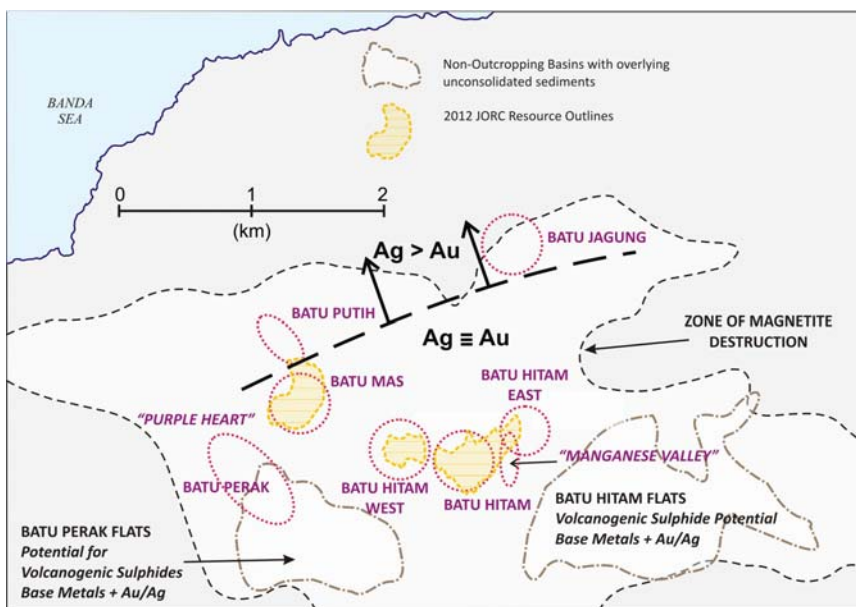 Non-Outcropping Basins with overlying
unconsolidated sediments
BANDA
SEA
2012 JORC Resource Outlines
0
1
2
(km)
BATU JAGUNG
Ag > Au
BATU PUTIH
Ag ≡ Au
ZONE OF MAGNETITE
DESTRUCTION
BATU MAS
BATU HITAM
EAST
"PURPLE HEART"
"MANGANESE VALLEY"
BATU PERAK
BATU HITAM
WEST
BATU HITAM
BATU HITAM FLATS
Volcanogenic Sulphide Potential
Base Metals + Au/Ag
BATU PERAK FLATS
Potential for
Volcanogenic Sulphides
Base Metals + Au/Ag